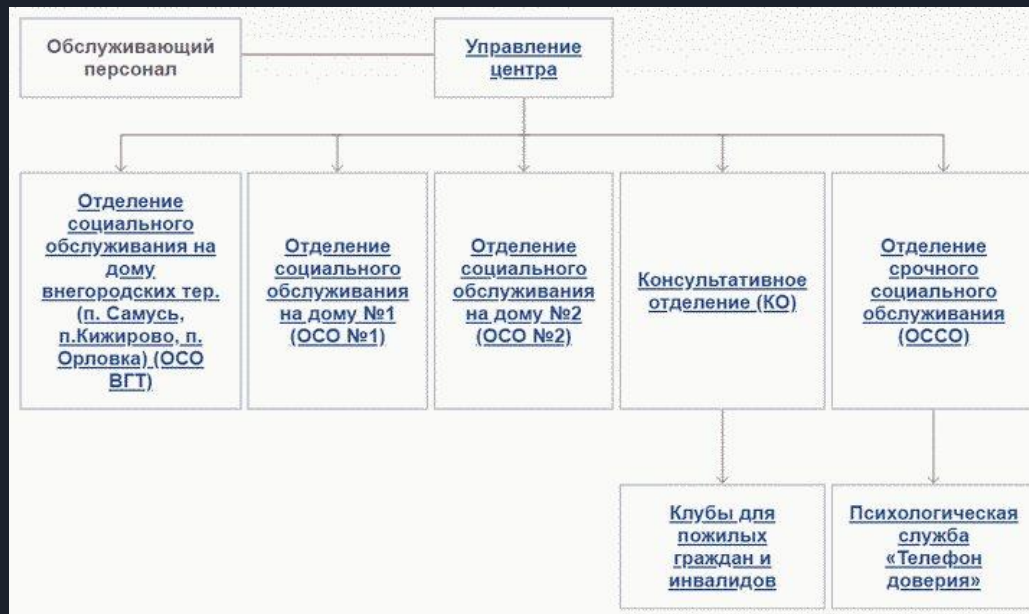 Обслуживающий
персонал
Управление
центра
Отделение
социального
обслуживания на
дому
внегородских тер.
(п. Самусь,
п.Кижирово, п.
Орловка) (ОСО
ВГТ)
Отделение
социального
обслуживания
на дому №1
(ОСО №1)
Отделение
социального
обслуживания
на дому №2
(ОСО №2)
Консультативное
отделение (КО)
Отделение
срочного
социального
обслуживания
(ОССО)
Клубы для
пожилых
граждан и
инвалидов
Психологическая
служба
«Телефон
доверия»